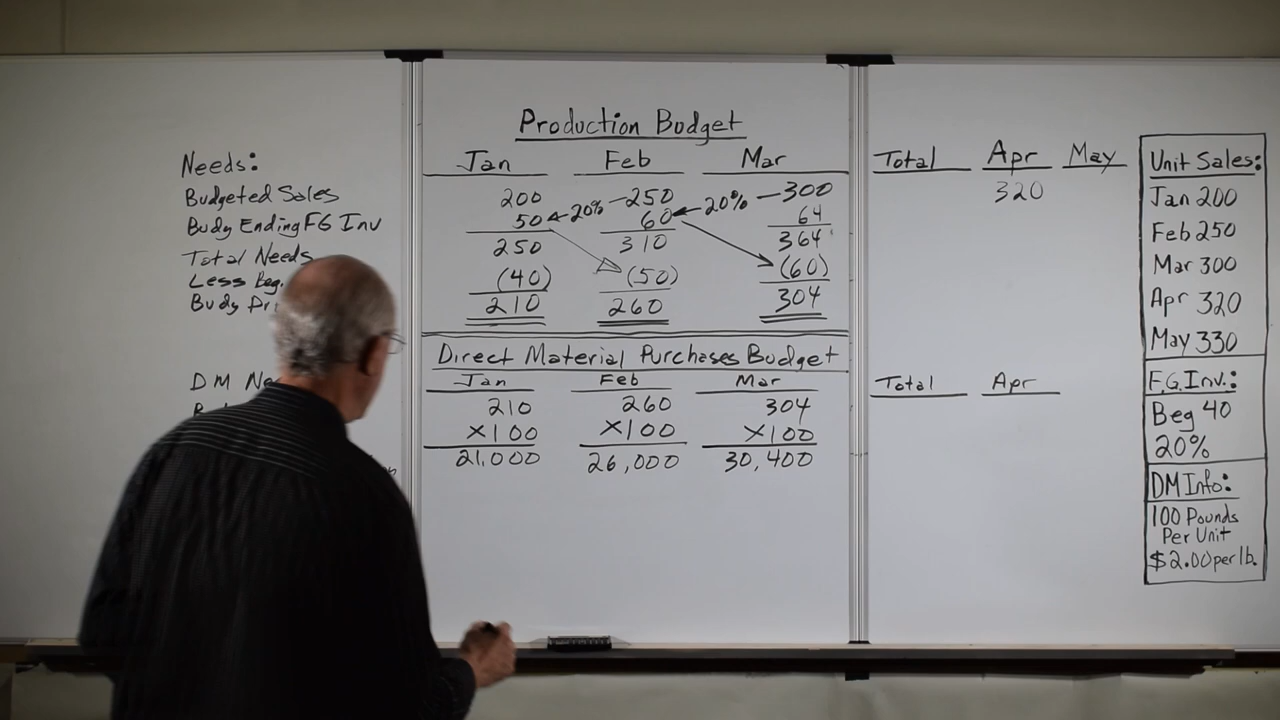 Production Budget
Needs: Jan Feb Mar Total Apr May
Budgeted Sales 200 20% 250 20% 300 320
Budg Ending FG Inv 50 60 64
Total Needs 250 310 364
Less Beg. (40) (50) (60)
Budg 210 260 304
Direct Material Purchases Budget
DM Jan Feb Mar Total Apr
210 260 304
X100 X100 X100
21,000 26,000 30,400
Unit Sales:
Jan 200
Feb 250
Mar 300
Apr 320
May 330
F.G. Inv.:
Beg 40
20%
DM Info:
100 Pounds
Per Unit
$2.00 per lb.